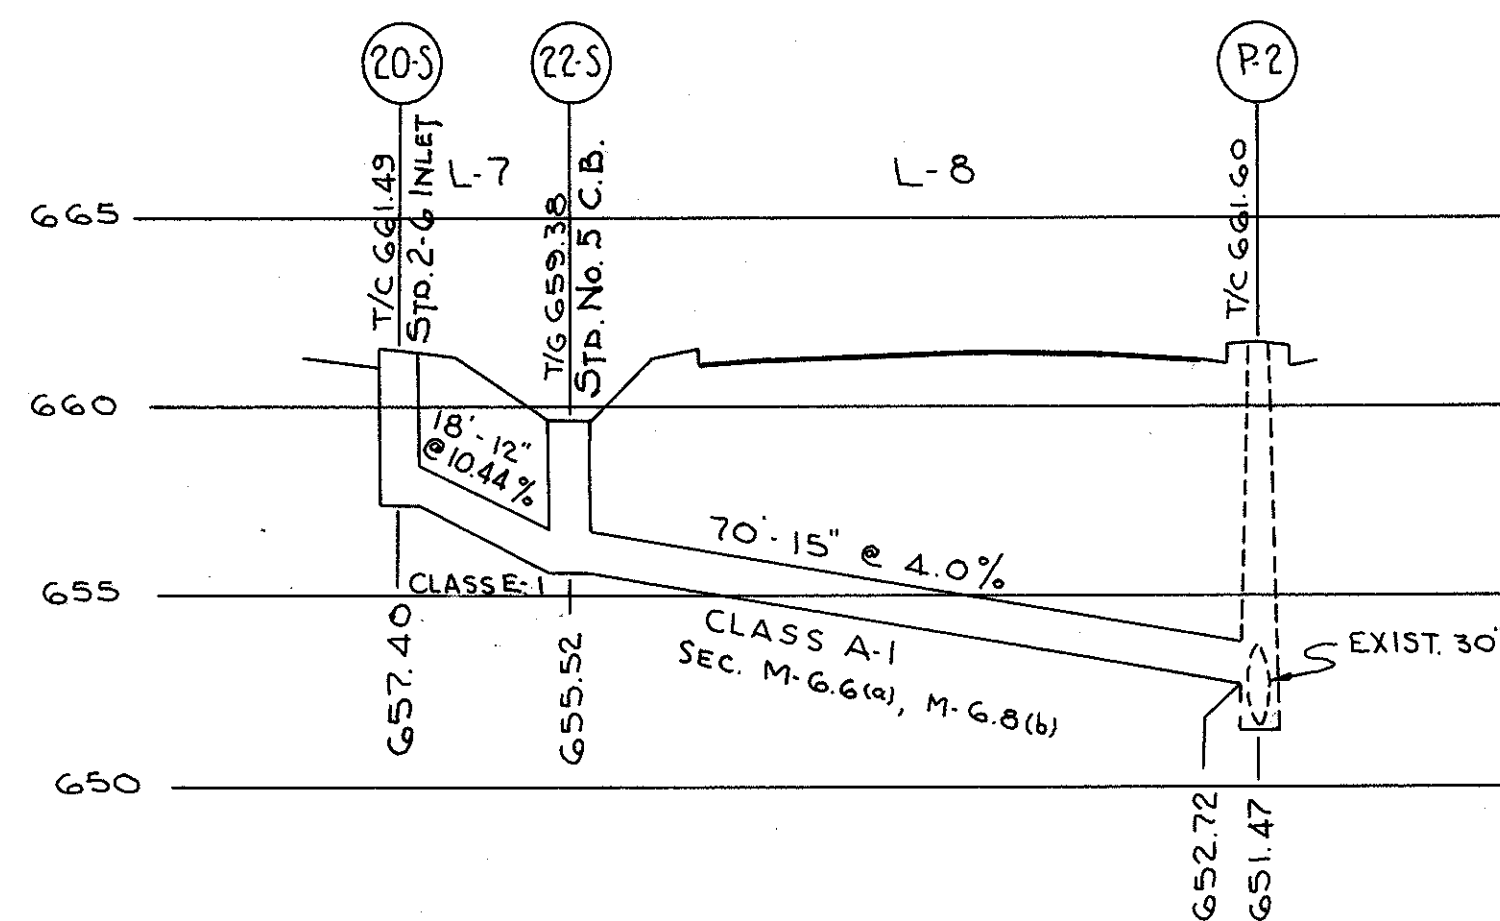 20-S
22-S
P-2
T/C 661.49
STD. 2-6 INLET
L-7
T/G 659.38
STD. No. 5 C.B.
L-8
T/C 661.60
665
660
18'-12"
@ 10.44%
70'-15" @ 4.0%
655
CLASS E-1
CLASS A-1
SEC. M-6.6(a), M-6.8(b)
EXIST. 30"
657.40
655.52
650
652.72
651.47